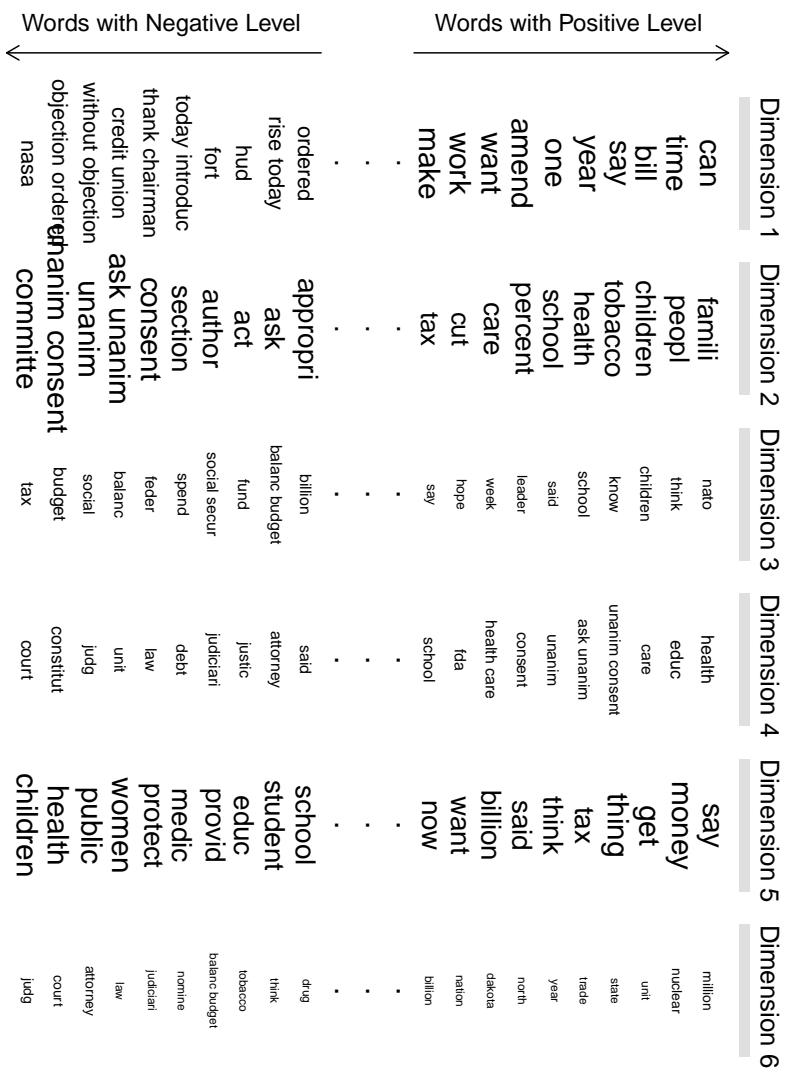 Dimension 1 Dimension 2 Dimension 3 Dimension 4 Dimension 5 Dimension 6
Words with Positive Level
can famili nato health say million
time peopl think educ money nuclear
bill children children care get unit
say tobacco know unanim consent thing state
year health school ask unanim tax trade
one school said unanim think year
amend percent leader consent said north
want care week health care billion dakota
work cut hope fda want nation
make tax say school now billion
. . . . . .
. . . . . .
. . . . . .
Words with Negative Level
ordered appropri billion said school drug
rise today ask balanc budget attorney student think
hud act fund justic educ tobacco
fort author social secur judiciari provid balanc budget
today introduc section spend debt medic nomine
thank chairman consent feder law protect judiciari
credit union ask unanim balanc unit women law
without objection unanim social judg public attorney
objection ordered unanim consent budget constitut health court
nasa committe tax court children judg